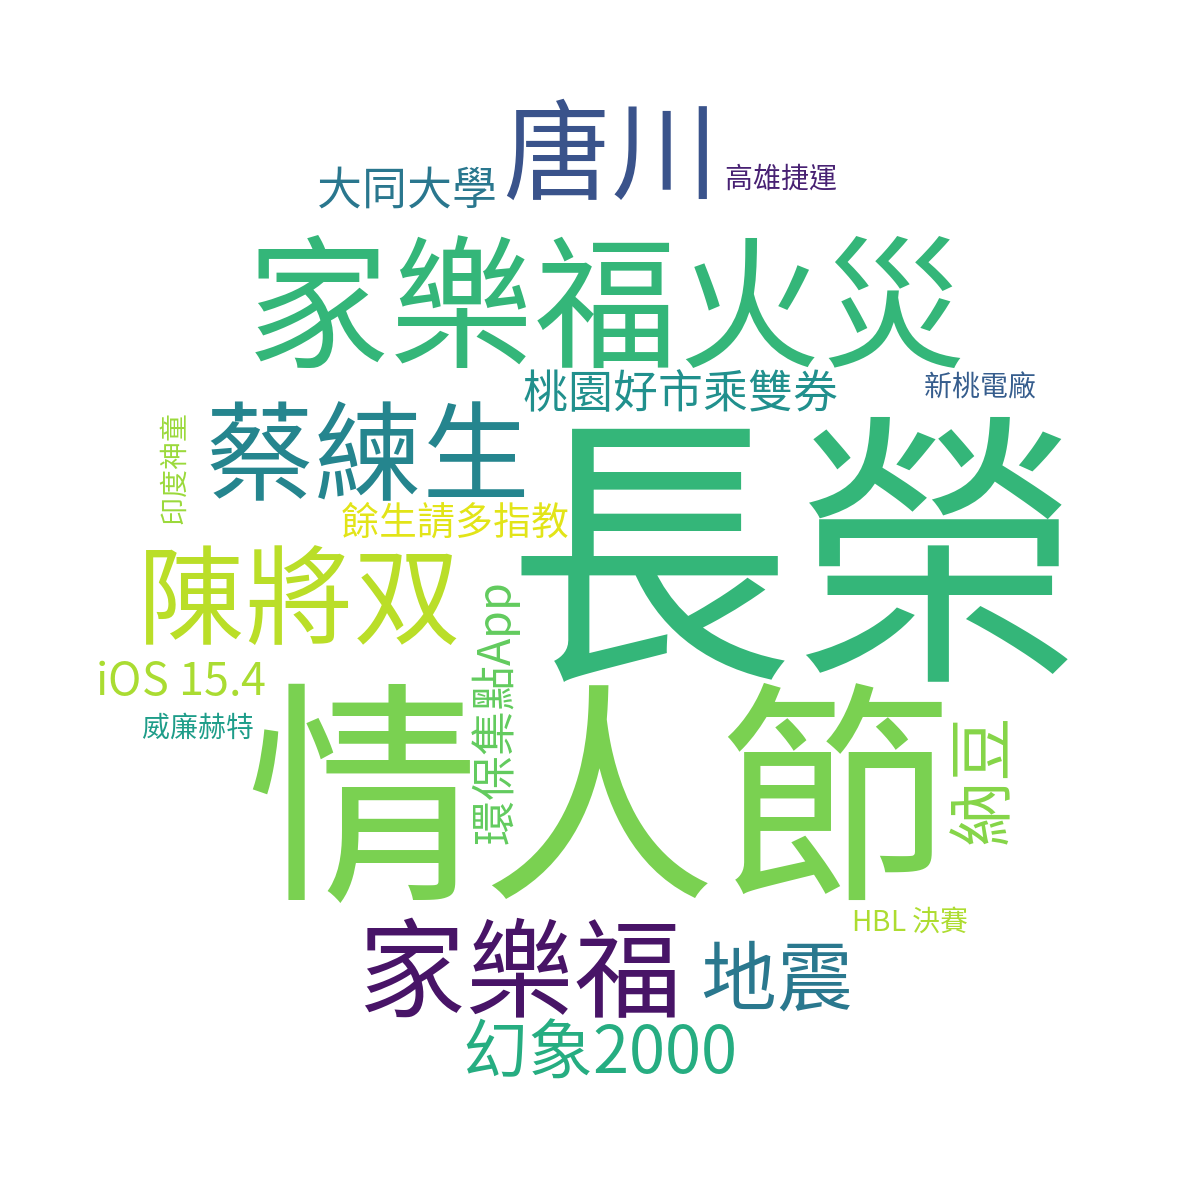 唐川
大同大學
高雄捷運
家樂福火災
桃園好市乘雙券
新桃電廠
蔡練生
印度神童
長榮
餘生請多指教
陳將双
環保集點App
iOS 15.4
威廉赫特
情人節
納豆
HBL 決賽
家樂福
地震
幻象2000